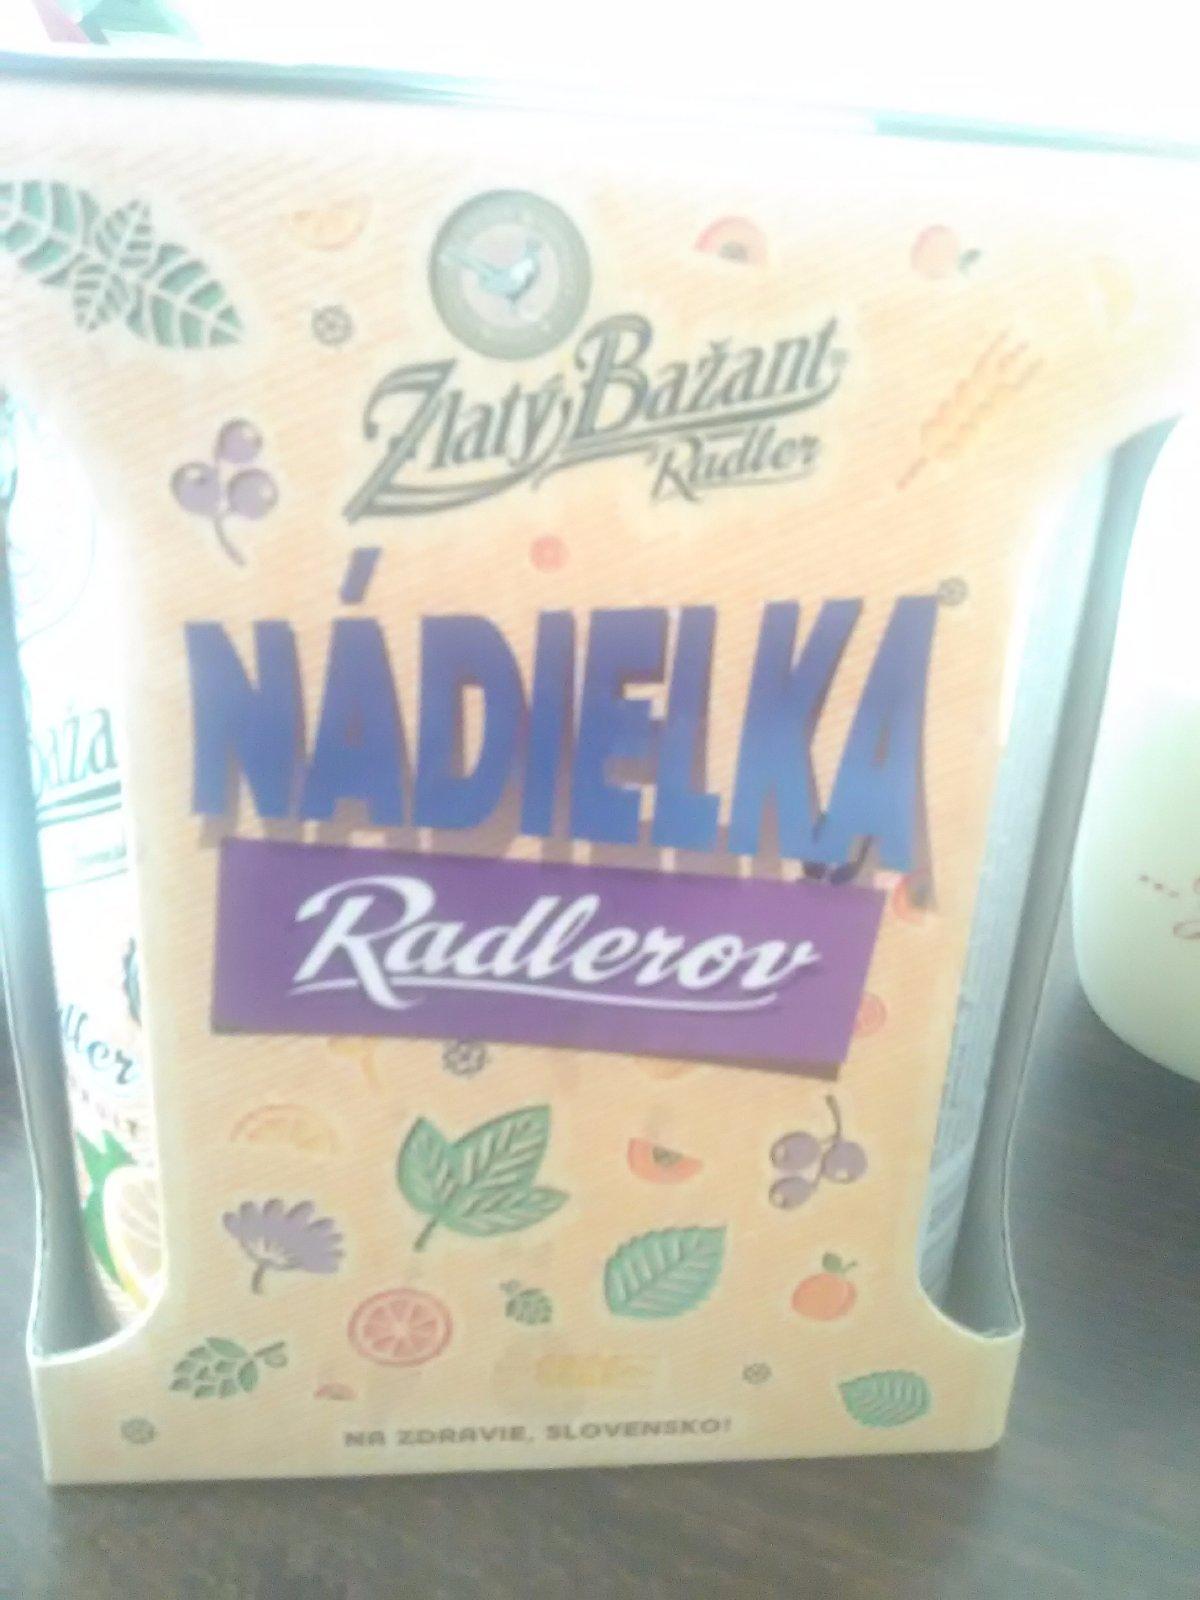 Zlatý Bažant
Radler
NÁDIELKA
Radlerov
NA ZDRAVIE, SLOVENSKO!